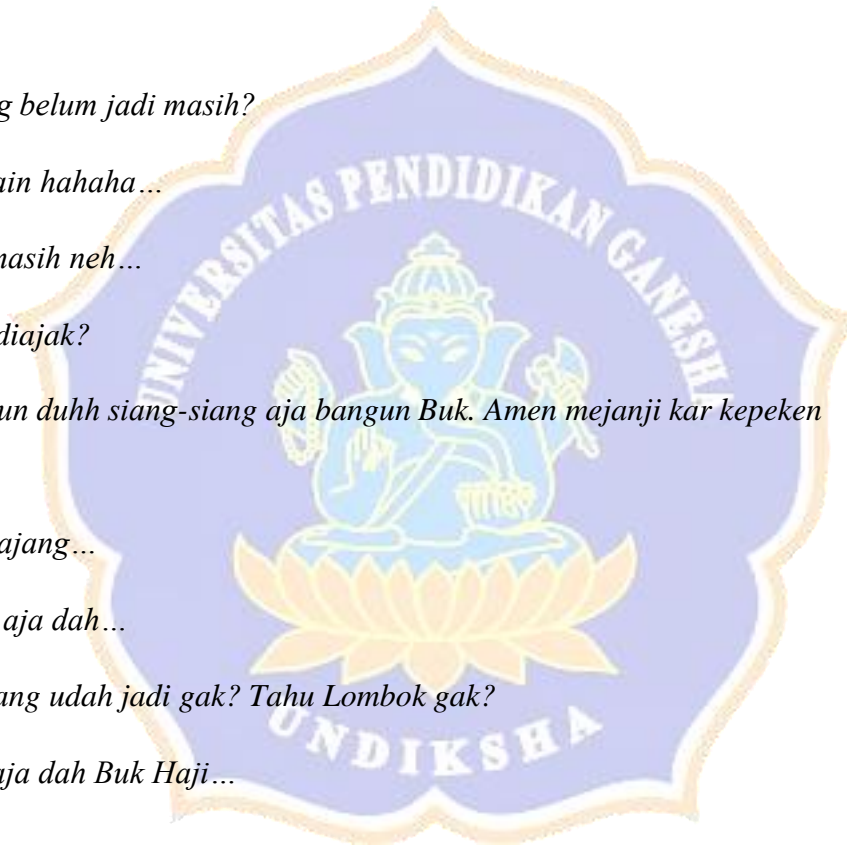 g belum jadi masih?
ain hahaha…
masih neh…
diajak?
un duhh siang-siang aja bangun Buk. Amen mejanji kar kepeken
ajang…
aja dah…
ang udah jadi gak? Tahu Lombok gak?
aja dah Buk Haji…
UNIVERSITAS PENDIDIKAN GANESHA
UNDIKSHA